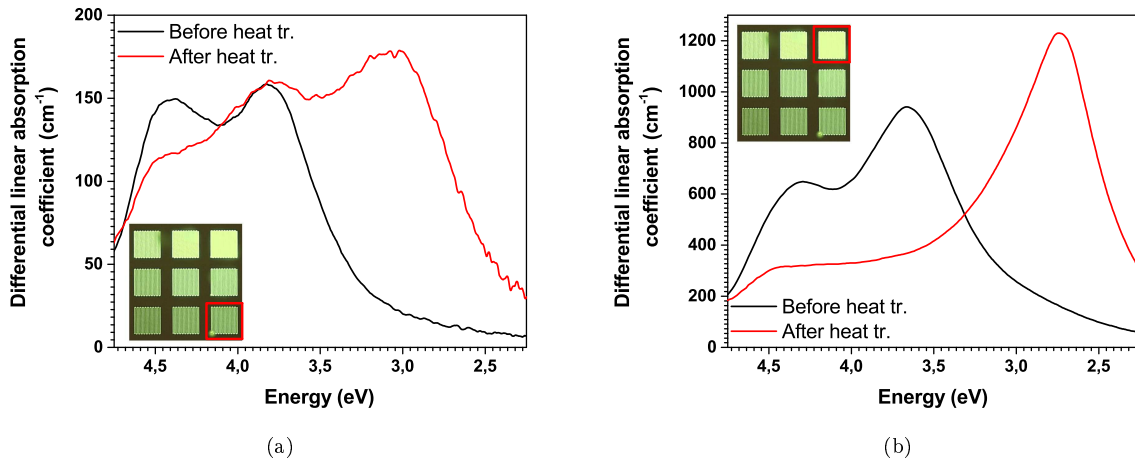 200
150
100
50
0
Differential linear absorption
coefficient (cm-1)
Before heat tr.
After heat tr.
4,5 4,0 3,5 3,0 2,5
Energy (eV)
(a)
1200
1000
800
600
400
200
0
Differential linear absorption
coefficient (cm-1)
Before heat tr.
After heat tr.
4,5 4,0 3,5 3,0 2,5
Energy (eV)
(b)